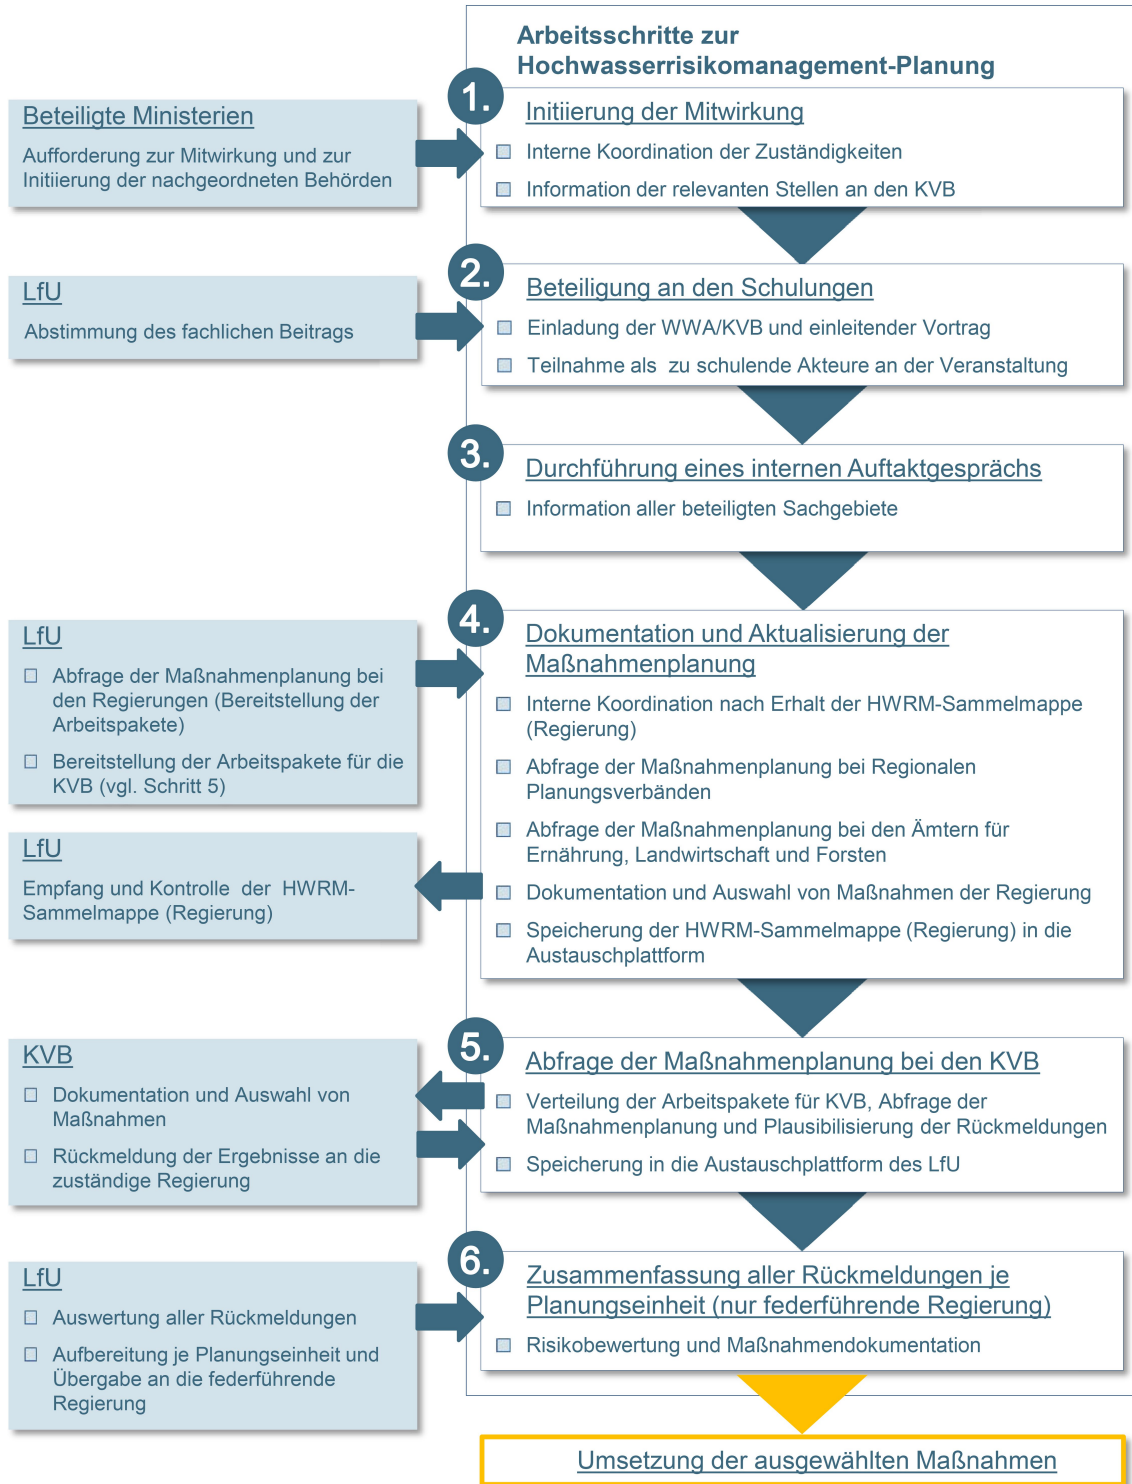 Arbeitsschritte zur
Hochwasserrisikomanagement-Planung
Beteiligte Ministerien
Aufforderung zur Mitwirkung und zur
Initiierung der nachgeordneten Behörden
1.
Initiierung der Mitwirkung
Interne Koordination der Zuständigkeiten
Information der relevanten Stellen an den KVB
LfU
Abstimmung des fachlichen Beitrags
2.
Beteiligung an den Schulungen
Einladung der WWA/KVB und einleitender Vortrag
Teilnahme als zu schulende Akteure an der Veranstaltung
3.
Durchführung eines internen Auftaktgesprächs
Information aller beteiligten Sachgebiete
LfU
Abfrage der Maßnahmenplanung bei
den Regierungen (Bereitstellung der
Arbeitspakete)
Bereitstellung der Arbeitspakete für die
KVB (vgl. Schritt 5)
LfU
Empfang und Kontrolle der HWRM-
Sammelmappe (Regierung)
4.
Dokumentation und Aktualisierung der
Maßnahmenplanung
Interne Koordination nach Erhalt der HWRM-Sammelmappe
(Regierung)
Abfrage der Maßnahmenplanung bei Regionalen
Planungsverbänden
Abfrage der Maßnahmenplanung bei den Ämtern für
Ernährung, Landwirtschaft und Forsten
Dokumentation und Auswahl von Maßnahmen der Regierung
Speicherung der HWRM-Sammelmappe (Regierung) in die
Austauschplattform
KVB
Dokumentation und Auswahl von
Maßnahmen
Rückmeldung der Ergebnisse an die
zuständige Regierung
5.
Abfrage der Maßnahmenplanung bei den KVB
Verteilung der Arbeitspakete für KVB, Abfrage der
Maßnahmenplanung und Plausibilisierung der Rückmeldungen
Speicherung in die Austauschplattform des LfU
LfU
Auswertung aller Rückmeldungen
Aufbereitung je Planungseinheit und
Übergabe an die federführende
Regierung
6.
Zusammenfassung aller Rückmeldungen je
Planungseinheit (nur federführende Regierung)
Risikobewertung und Maßnahmendokumentation
Umsetzung der ausgewählten Maßnahmen